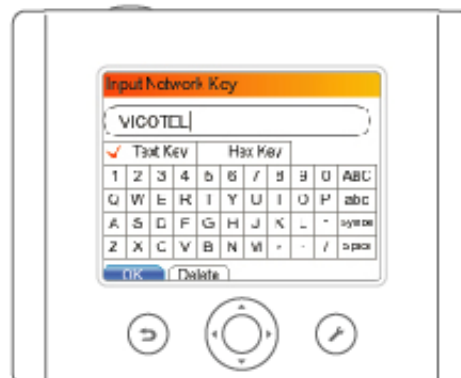 Input Network Key
VICOTEL
Text Key Hex Key
1 2 3 4 5 6 7 8 9 0 ABC
Q W E R T Y U I O P abc
A S D F G H J K L - symbol
Z X C V B N M / space
OK Delete